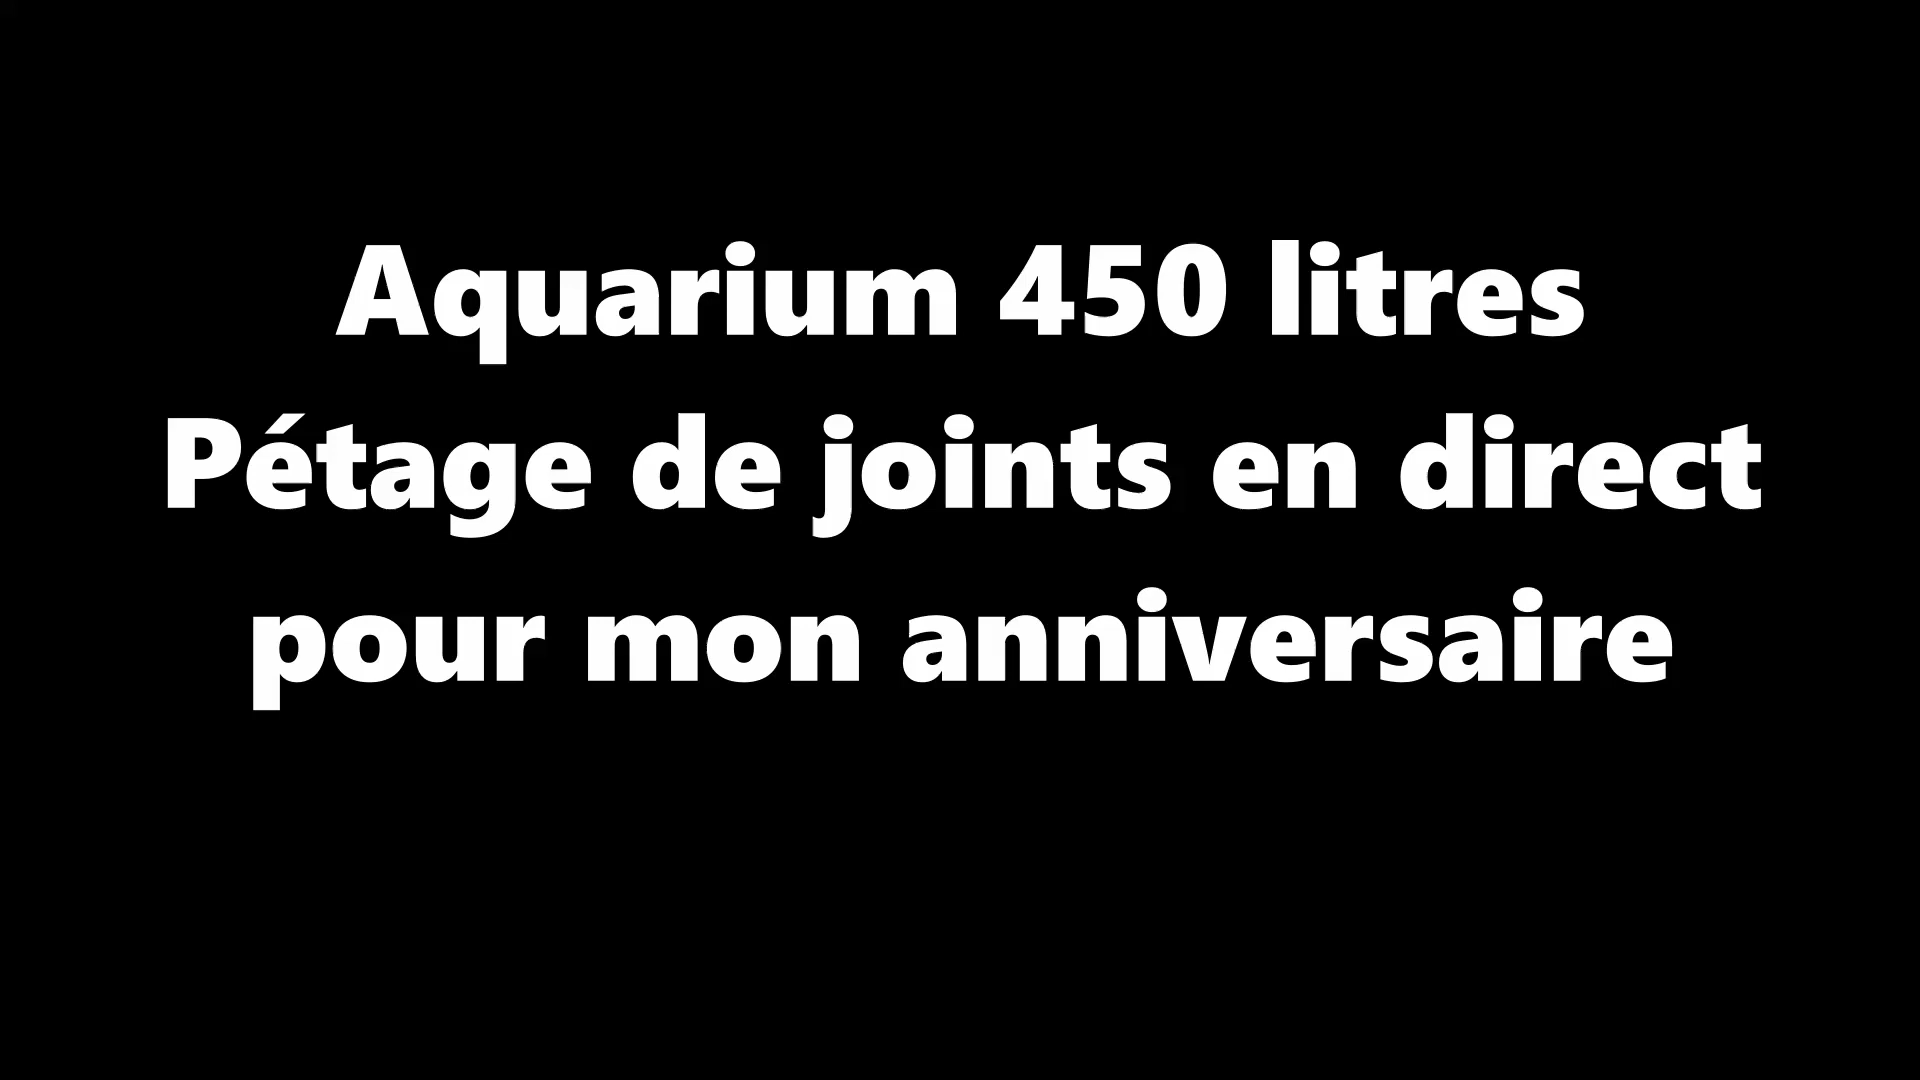 Aquarium 450 litres
Pétage de joints en direct
pour mon anniversaire